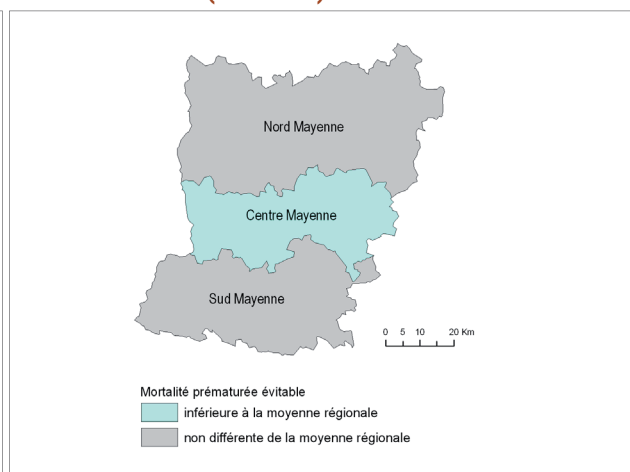 Nord Mayenne
Centre Mayenne
Sud Mayenne
0 5 10 20 Km
Mortalité prématurée évitable
inférieure à la moyenne régionale
non différente de la moyenne régionale